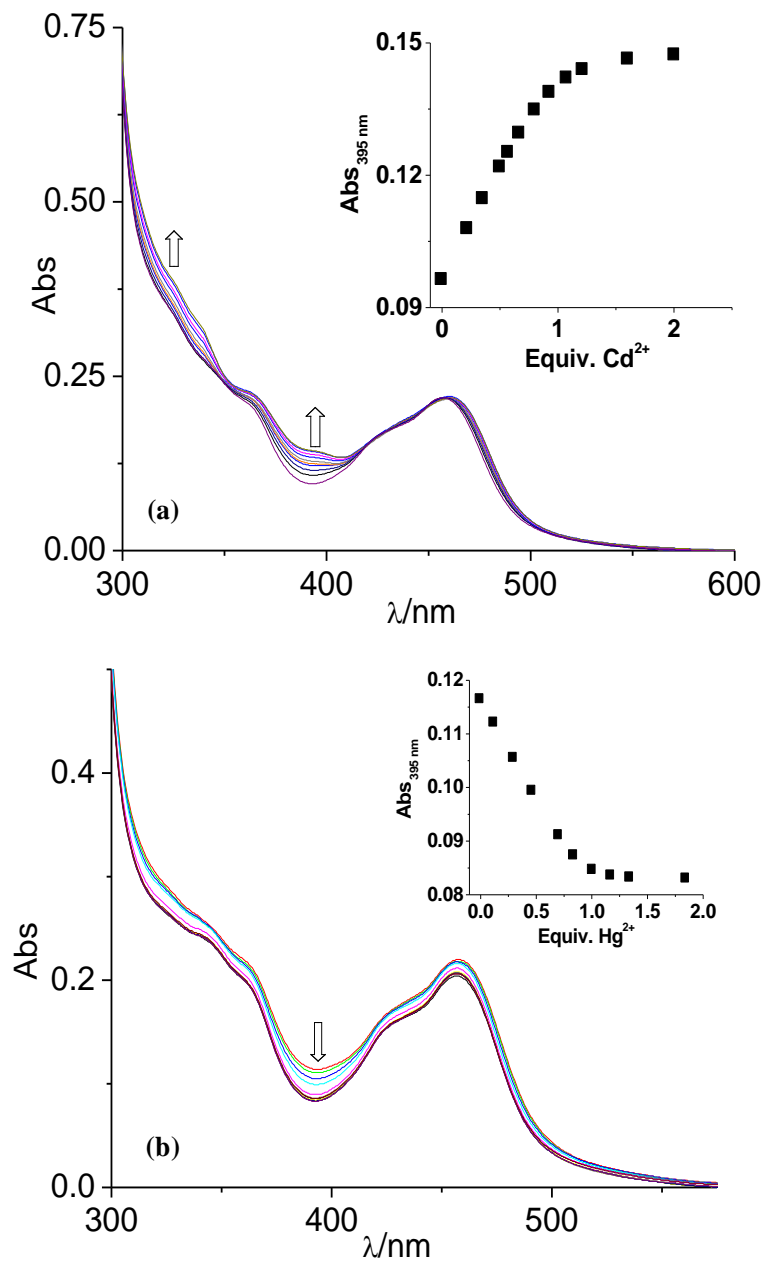 0.75
0.50
0.25
0.00
Abs
300 400 500 600
λ/nm
(a)
0.15
0.12
0.09
Abs395 nm
0 1 2
Equiv. Cd2+
0.4
0.2
0.0
Abs
300 400 500
λ/nm
(b)
0.12
0.11
0.10
0.09
0.08
Abs395 nm
0.0 0.5 1.0 1.5 2.0
Equiv. Hg2+